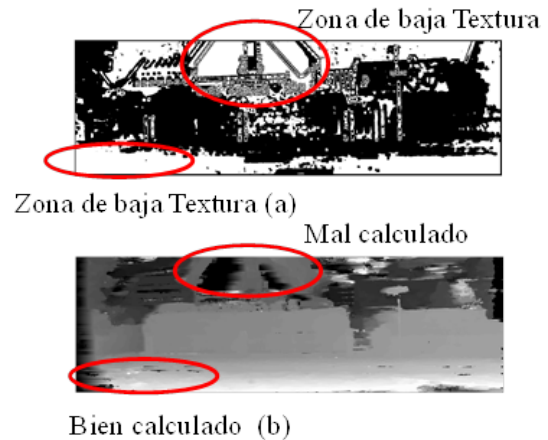 Zona de baja Textura
Zona de baja Textura (a)
Mal calculado
Bien calculado (b)